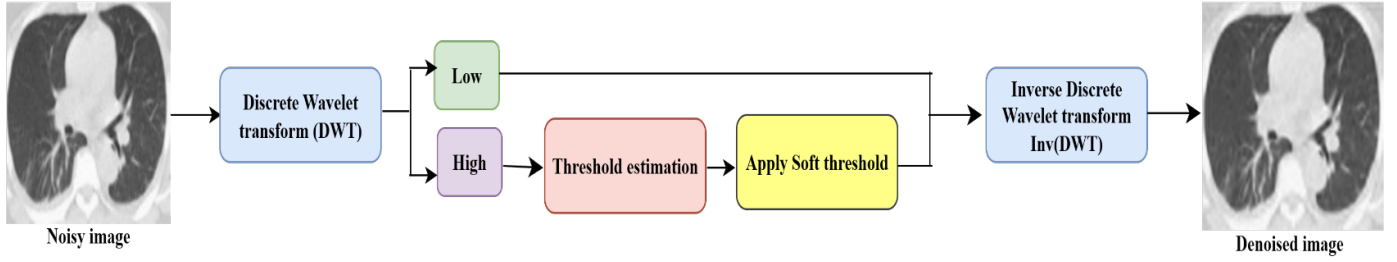 Noisy image
Discrete Wavelet
transform (DWT)
Low
High
Threshold estimation
Apply Soft threshold
Inverse Discrete
Wavelet transform
Inv(DWT)
Denoised image